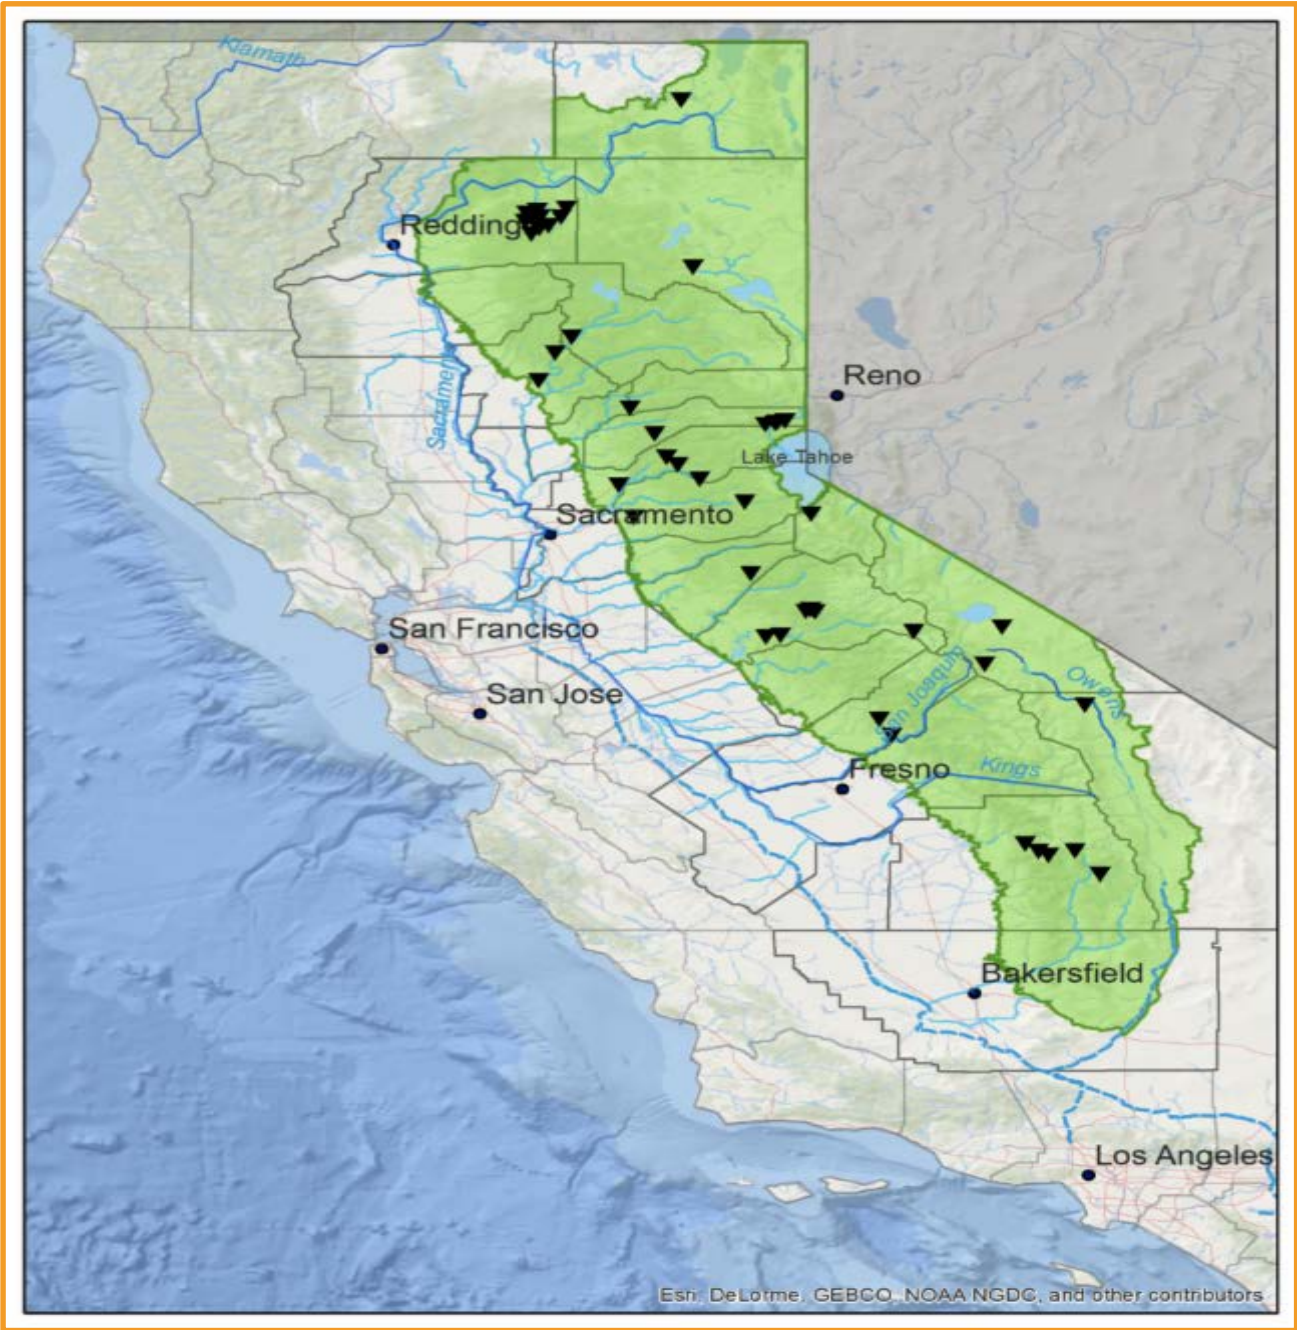 Klamath
Redding
Sacrament
Reno
Lake Tahoe
Sacramento
San Francisco
San Joaquin
San Jose
Owens
Fresno
Kings
Bakersfield
Los Angeles
Esri, DeLorme, GEBCO, NOAA NGDC, and other contributors